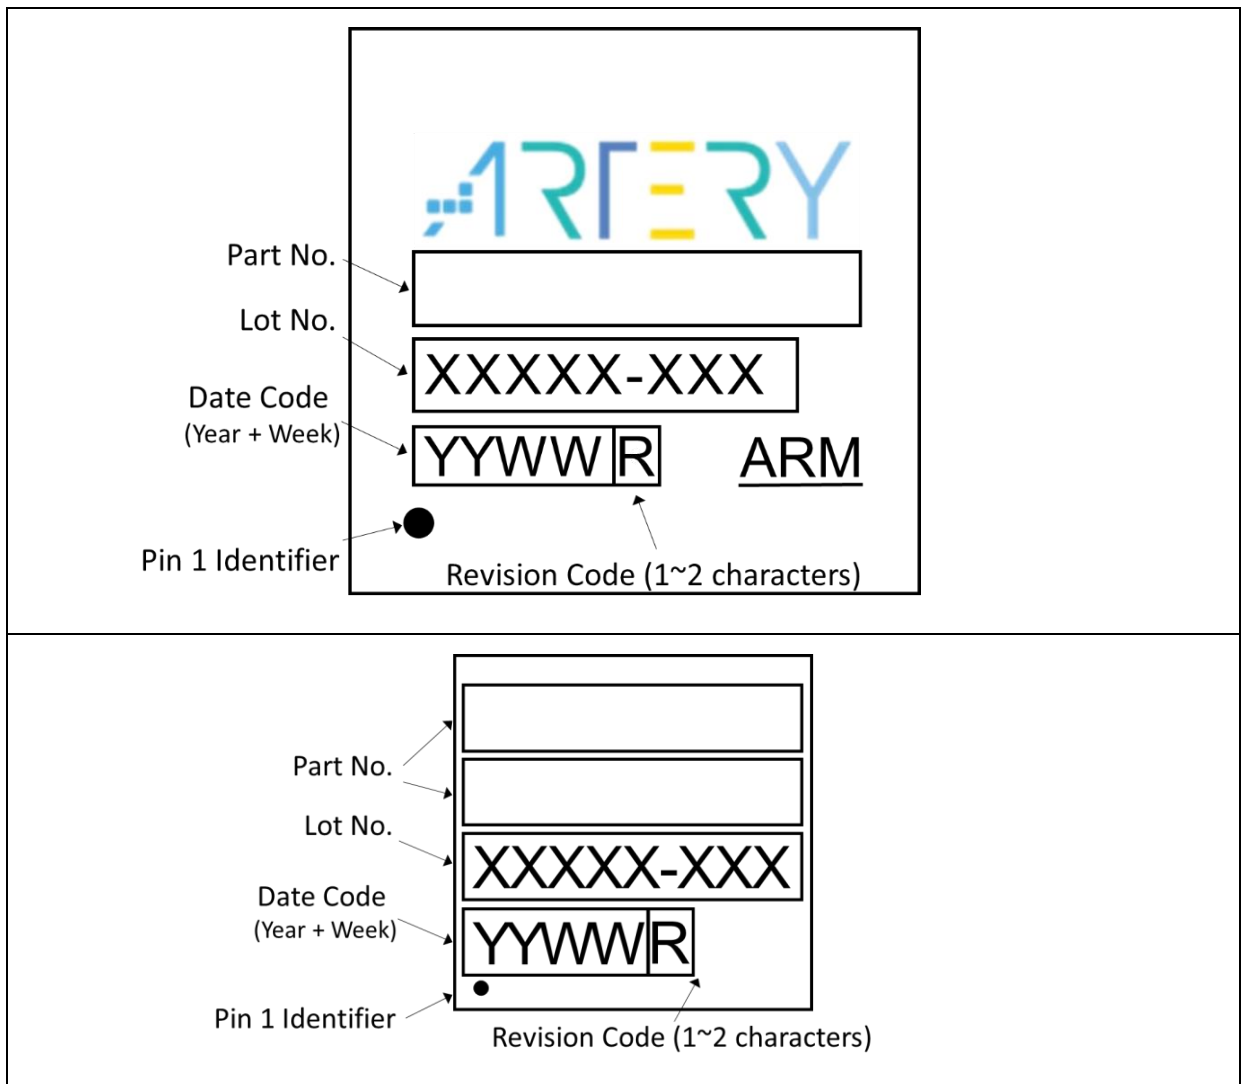 ARTERY
Part No.
Lot No.
XXXXX-XXX
Date Code
(Year + Week)
YYWW R
ARM
Pin 1 Identifier
Revision Code (1~2 characters)
Part No.
Lot No.
XXXXX-XXX
Date Code
(Year + Week)
YYWW R
Pin 1 Identifier
Revision Code (1~2 characters)